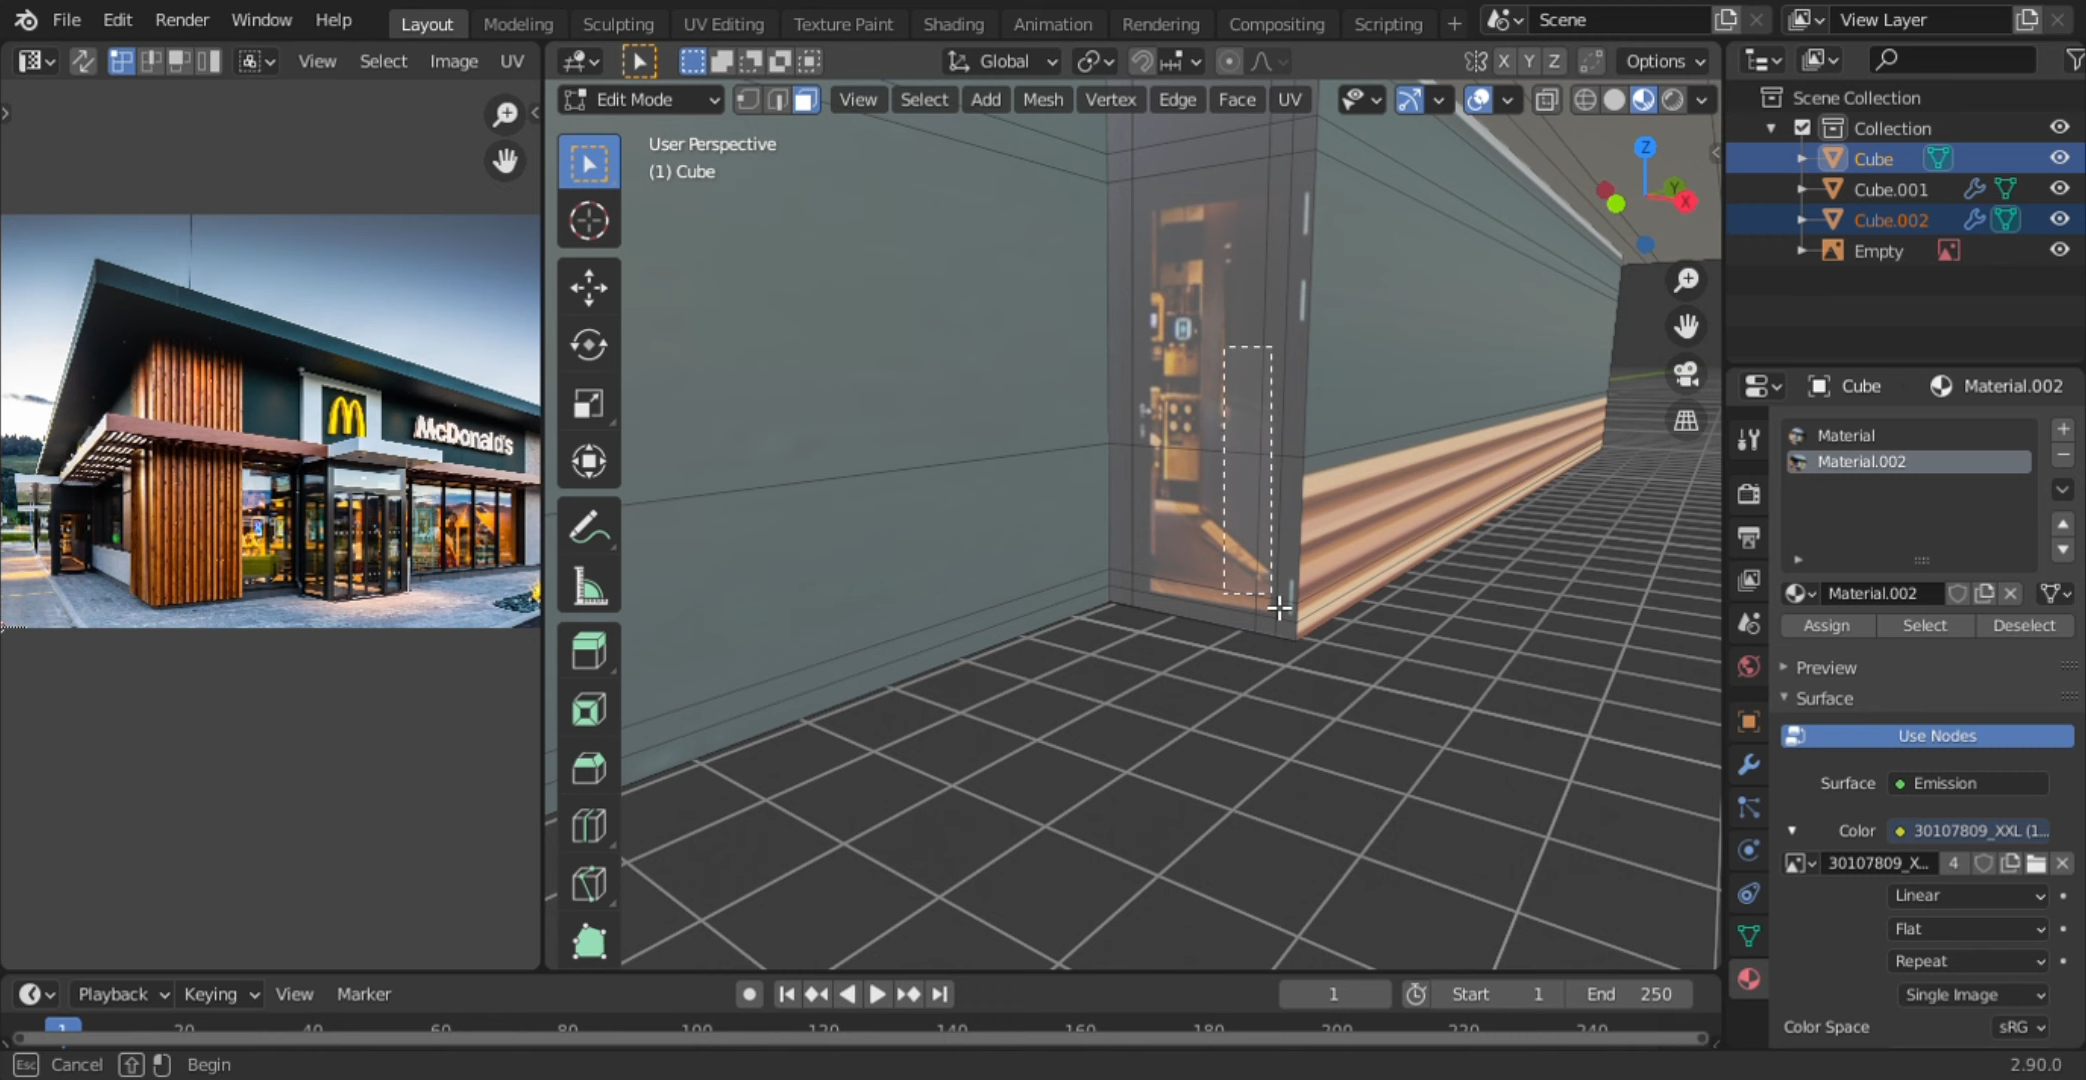 File Edit Render Window Help Layout Modeling Sculpting UV Editing Texture Paint Shading Animation Rendering Compositing Scripting + Scene View Layer
View Select Image UV Global X Y Z Options
Edit Mode View Select Add Mesh Vertex Edge Face UV
User Perspective
(1) Cube
Z
Y
X
McDonald's
Scene Collection
Collection
Cube
Cube.001
Cube.002
Empty
Cube Material.002
Material
Material.002
Material.002
Assign Select Deselect
Preview
Surface
Use Nodes
Surface Emission
Color 30107809_XXL (1...
30107809_X... 4
Linear
Flat
Repeat
Single Image
Color Space sRG
Playback Keying View Marker 1 Start 1 End 250
1 20 40 60 80 100 120 140 160 180 200 220 240
Esc Cancel Begin 2.90.0